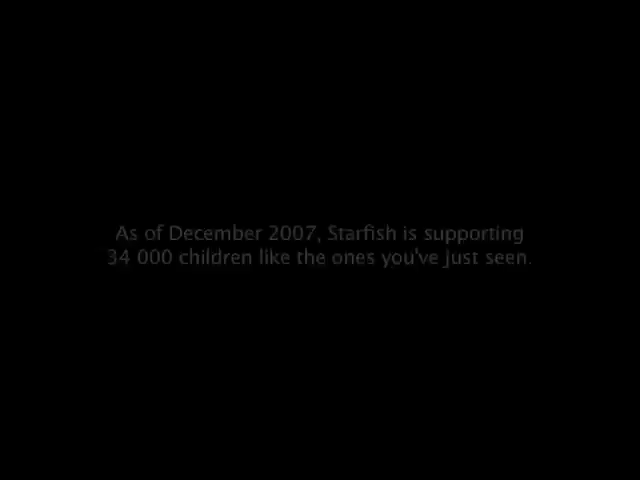 As of December 2007, Starfish is supporting
34 000 children like the ones you've just seen.